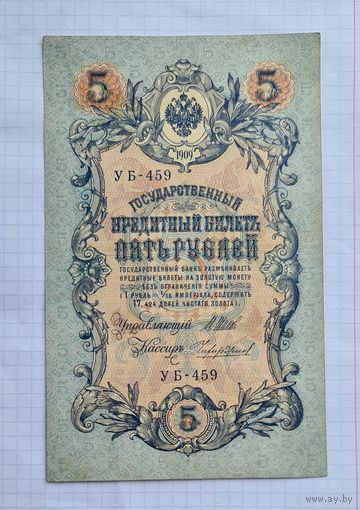 5 5
1909
УБ-459
ГОСУДАРСТВЕННЫЙ
КРЕДИТНЫЙ БИЛЕТЪ
ПЯТЬ РУБЛЕЙ
ГОСУДАРСТВЕННЫЙ БАНКЪ РАЗМѢНИВАЕТЪ
КРЕДИТНЫЕ БИЛЕТЫ НА ЗОЛОТУЮ МОНЕТУ
БЕЗЪ ОГРАНИЧЕНІЯ СУММЫ
(1 РУБЛЬ = 1/15 ИМПЕРІАЛА, СОДЕРЖИТЪ
17,424 ДОЛЕЙ ЧИСТАГО ЗОЛОТА).
Управляющій
Кассиръ
УБ-459
5
www.ay.by